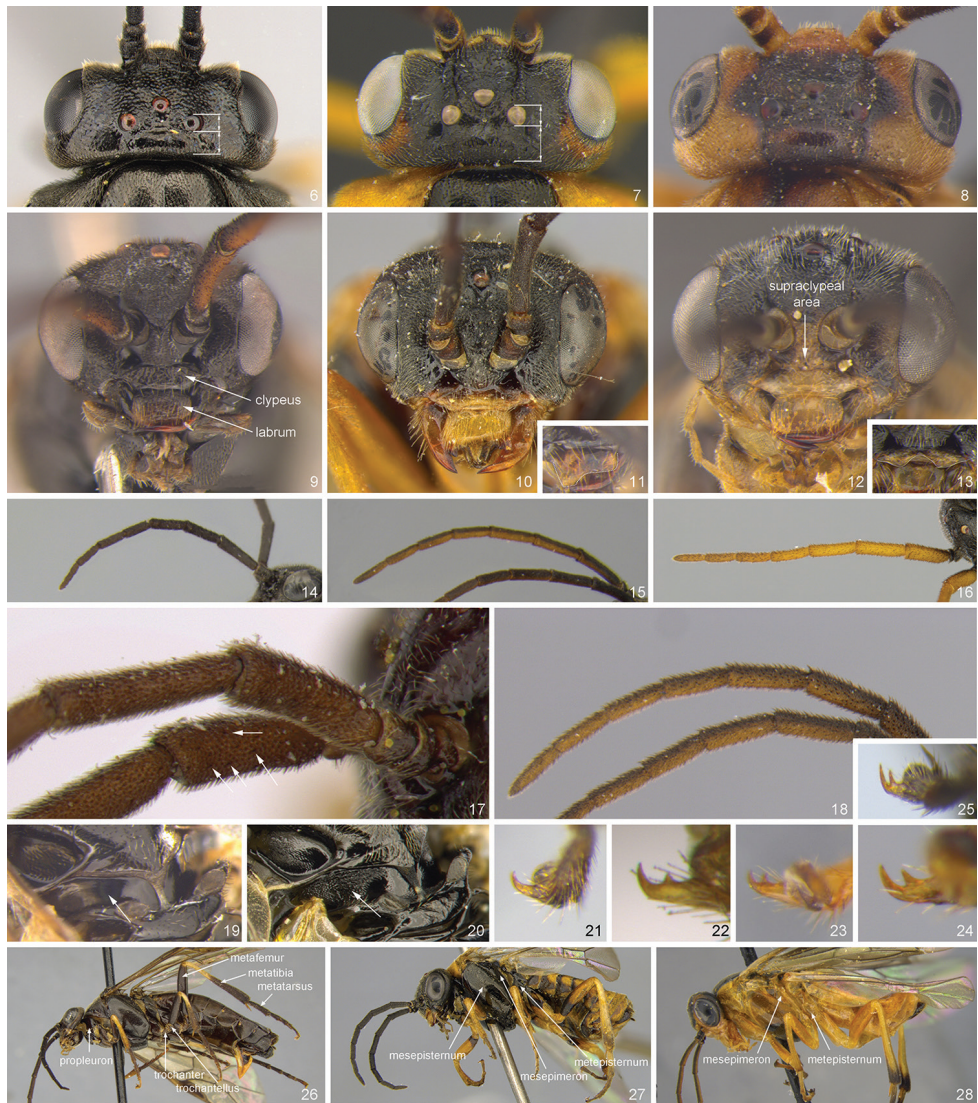 6
7
8
clypeus
labrum
9
10
11
supraclypeal
area
12
13
14
15
16
17
18
25
19
20
21
22
23
24
metafemur
metatibia
metatarsus
propleuron
trochanter
trochantellus
26
mesepisternum
metepisternum
mesepimeron
27
mesepimeron
metepisternum
28